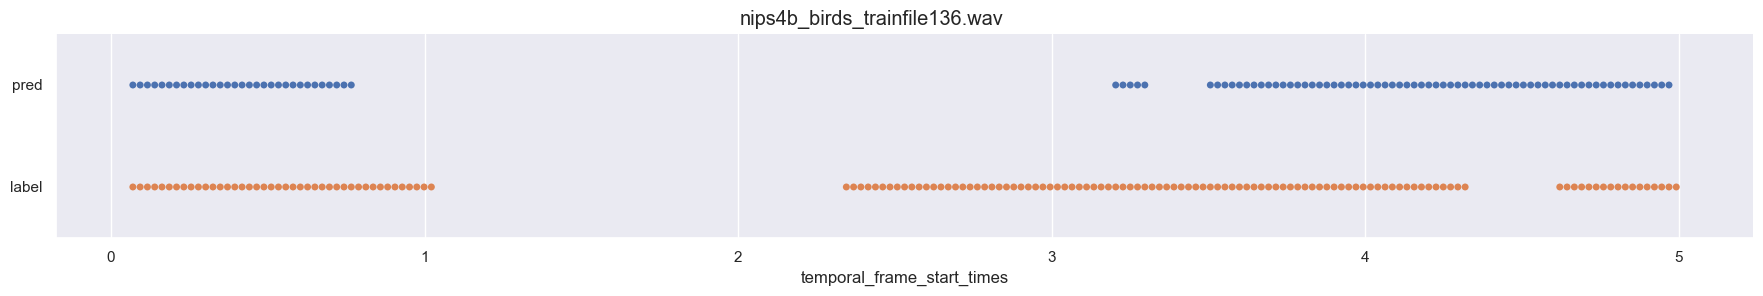 nips4b_birds_trainfile136.wav
pred
label
0 1 2 3 4 5
temporal_frame_start_times